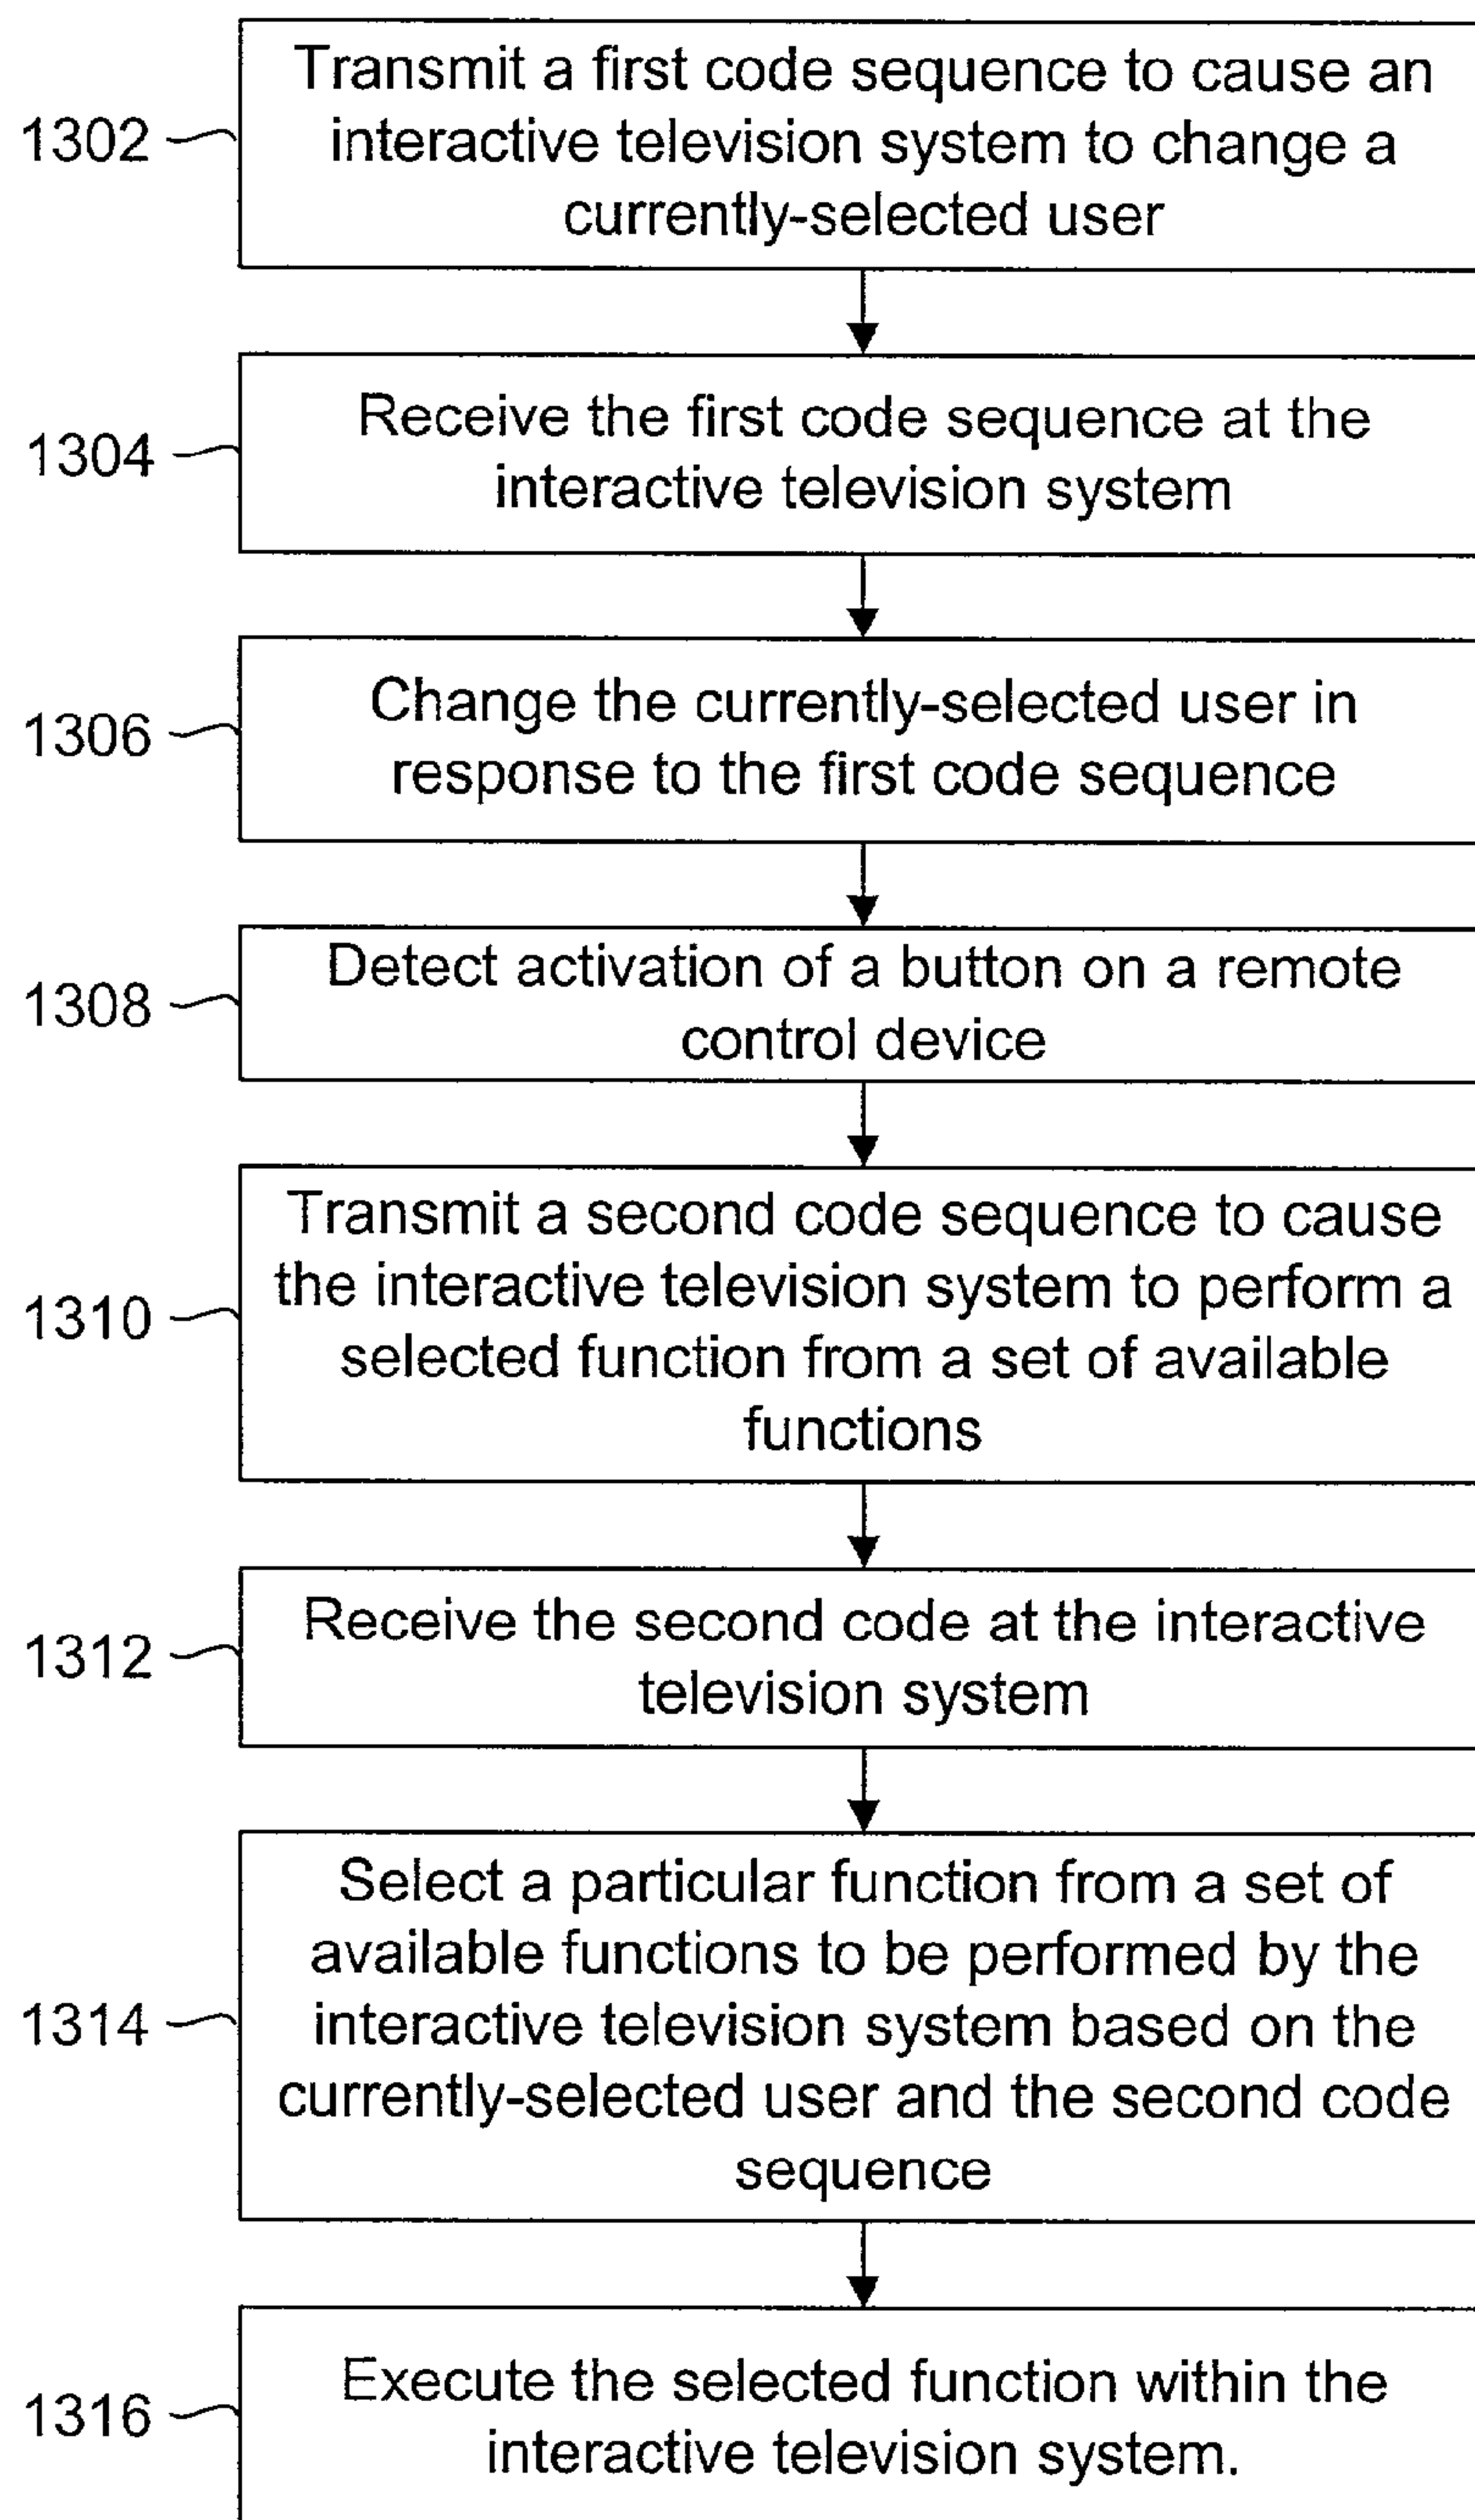 Transmit a first code sequence to cause an
1302
interactive television system to change a
currently-selected user
Receive the first code sequence at the
1304
interactive television system
Change the currently-selected user in
1306
response to the first code sequence
Detect activation of a button on a remote
1308
control device
Transmit a second code sequence to cause
the interactive television system to perform a
1310
selected function from a set of available
functions
Receive the second code at the interactive
1312
television system
Select a particular function from a set of
available functions to be performed by the
1314
interactive television system based on the
currently-selected user and the second code
sequence
Execute the selected function within the
1316
interactive television system.